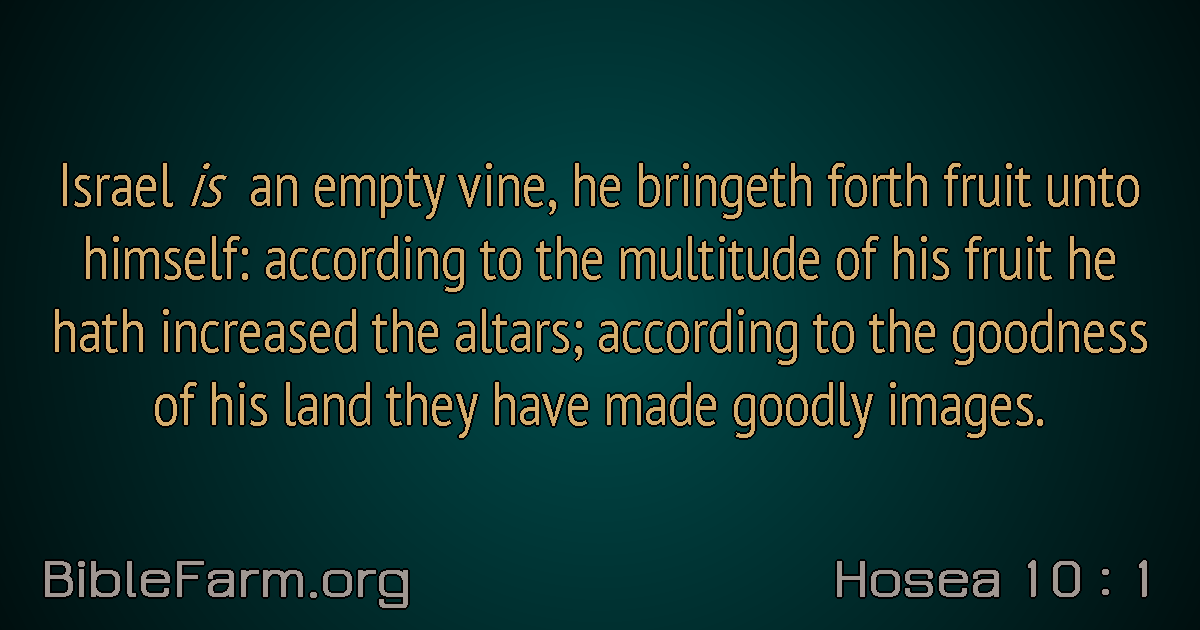 Israel is an empty vine, he bringeth forth fruit unto
himself: according to the multitude of his fruit he
hath increased the altars; according to the goodness
of his land they have made goodly images.
BibleFarm.org
Hosea 10 : 1